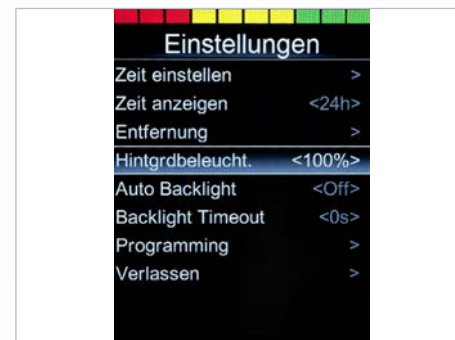 Einstellungen
Zeit einstellen >
Zeit anzeigen <24h>
Entfernung >
Hintgrdbeleucht. <100%>
Auto Backlight <Off>
Backlight Timeout <0s>
Programming >
Verlassen >